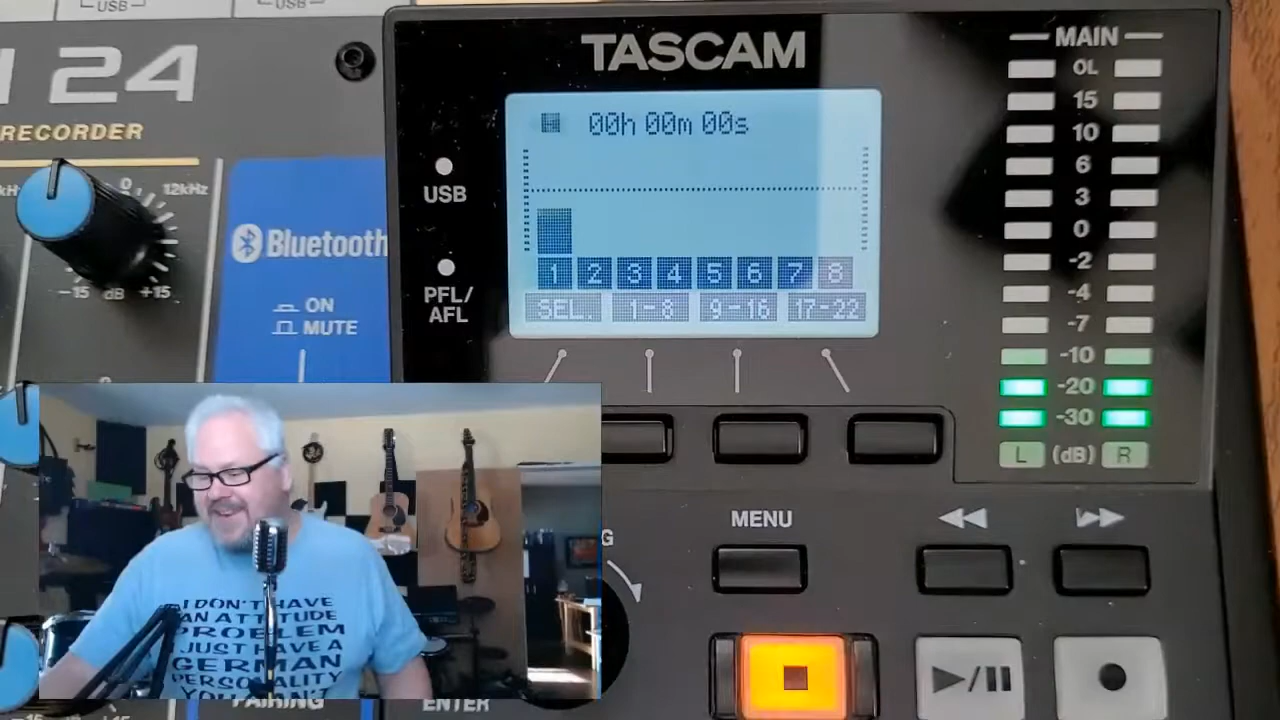 USB
USB
24
RECORDER
0
12kHz
-15 dB +15
Bluetooth
ON
MUTE
TASCAM
00h 00m 00s
1 2 3 4 5 6 7 8
SEL. 1-8 9-16 17-22
USB
PFL/
AFL
MAIN
OL
15
10
6
3
0
-2
-4
-7
-10
-20
-30
L (dB) R
MENU
I DON'T HAVE
AN ATTITUDE
PROBLEM
I JUST HAVE A
GERMAN
PERSONALITY
PAIRING
ENTER